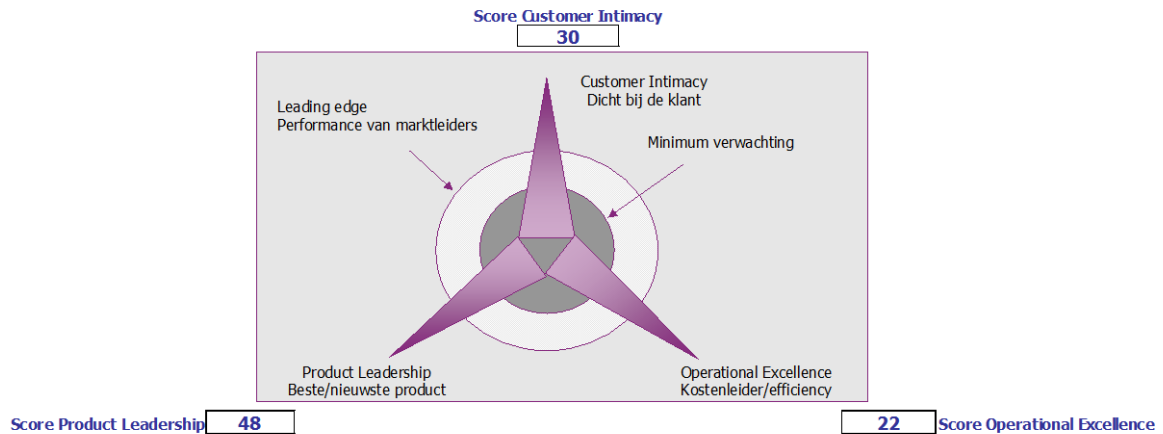 Score Customer Intimacy
30
Customer Intimacy
Dicht bij de klant
Leading edge
Performance van marktleiders
Minimum verwachting
Product Leadership
Beste/nieuwste product
Operational Excellence
Kostenleider/efficiency
Score Product Leadership 48
22 Score Operational Excellence